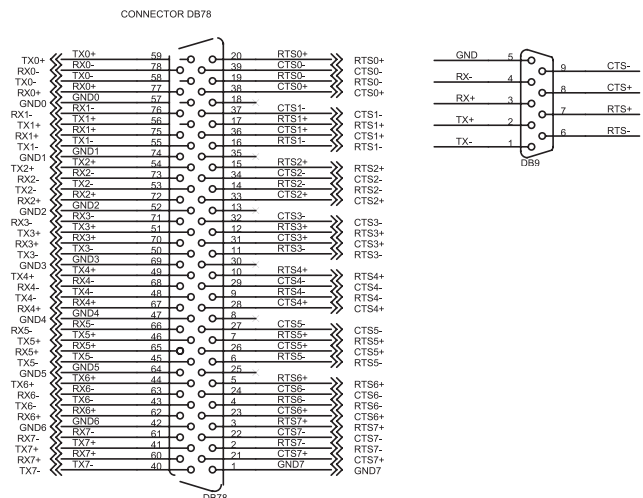 CONNECTOR DB78
TX0+ TX0+ 59 20 RTS0+ RTS0+
RX0- RX0- 78 39 CTS0- CTS0-
TX0- TX0- 58 19 RTS0- RTS0-
RX0+ RX0+ 77 38 CTS0+ CTS0+
GND0 GND0 57 18
RX1- RX1- 76 37 CTS1- CTS1-
TX1+ TX1+ 56 17 RTS1+ RTS1+
RX1+ RX1+ 75 36 CTS1+ CTS1+
TX1- TX1- 55 16 RTS1- RTS1-
GND1 GND1 74 35
TX2+ TX2+ 54 15 RTS2+ RTS2+
RX2- RX2- 73 34 CTS2- CTS2-
TX2- TX2- 53 14 RTS2- RTS2-
RX2+ RX2+ 72 33 CTS2+ CTS2+
GND2 GND2 52 13
RX3- RX3- 71 32 CTS3- CTS3-
TX3+ TX3+ 51 12 RTS3+ RTS3+
RX3+ RX3+ 70 31 CTS3+ CTS3+
TX3- TX3- 50 11 RTS3- RTS3-
GND3 GND3 69 30
TX4+ TX4+ 49 10 RTS4+ RTS4+
RX4- RX4- 68 29 CTS4- CTS4-
TX4- TX4- 48 9 RTS4- RTS4-
RX4+ RX4+ 67 28 CTS4+ CTS4+
GND4 GND4 47 8
RX5- RX5- 66 27 CTS5- CTS5-
TX5+ TX5+ 46 7 RTS5+ RTS5+
RX5+ RX5+ 65 26 CTS5+ CTS5+
TX5- TX5- 45 6 RTS5- RTS5-
GND5 GND5 64 25
TX6+ TX6+ 44 5 RTS6+ RTS6+
RX6- RX6- 63 24 CTS6- CTS6-
TX6- TX6- 43 4 RTS6- RTS6-
RX6+ RX6+ 62 23 CTS6+ CTS6+
GND6 GND6 42 3 RTS7+ RTS7+
RX7- RX7- 61 22 CTS7- CTS7-
TX7+ TX7+ 41 2 RTS7- RTS7-
RX7+ RX7+ 60 21 CTS7+ CTS7+
TX7- TX7- 40 1 GND7 GND7
DB78
GND 5
9 CTS-
RX- 4
8 CTS+
RX+ 3
7 RTS+
TX+ 2
6 RTS-
TX- 1
DB9